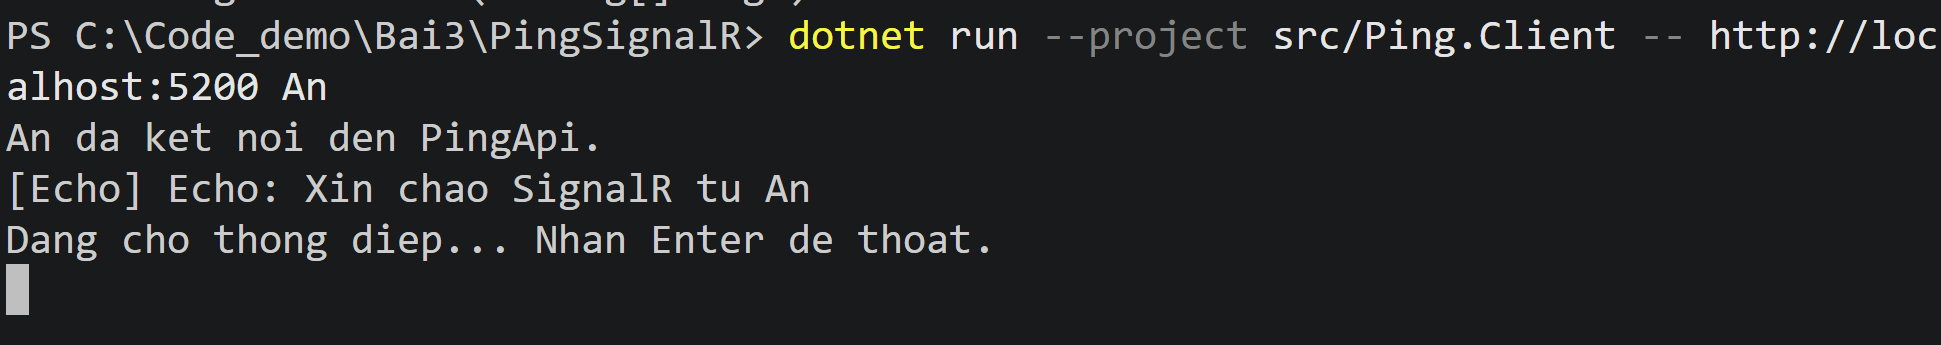 PS C:\Code_demo\Bai3\PingSignalR> dotnet run --project src/Ping.Client -- http://loc
alhost:5200 An
An da ket noi den PingApi.
[Echo] Echo: Xin chao SignalR tu An
Dang cho thong diep... Nhan Enter de thoat.